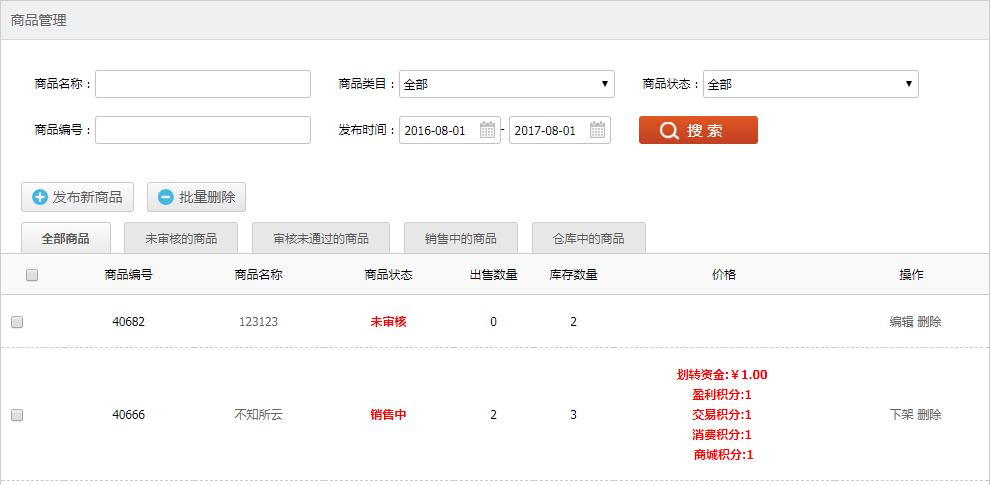 商品管理
商品名称： 商品类目： 全部 商品状态： 全部
商品编号： 发布时间： 2016-08-01 - 2017-08-01 搜 索
发布新商品 批量删除
全部商品 未审核的商品 审核未通过的商品 销售中的商品 仓库中的商品
商品编号 商品名称 商品状态 出售数量 库存数量 价格 操作
40682 123123 未审核 0 2 编辑 删除
划转资金:￥1.00
盈利积分:1
40666 不知所云 销售中 2 3 交易积分:1 下架 删除
消费积分:1
商城积分:1